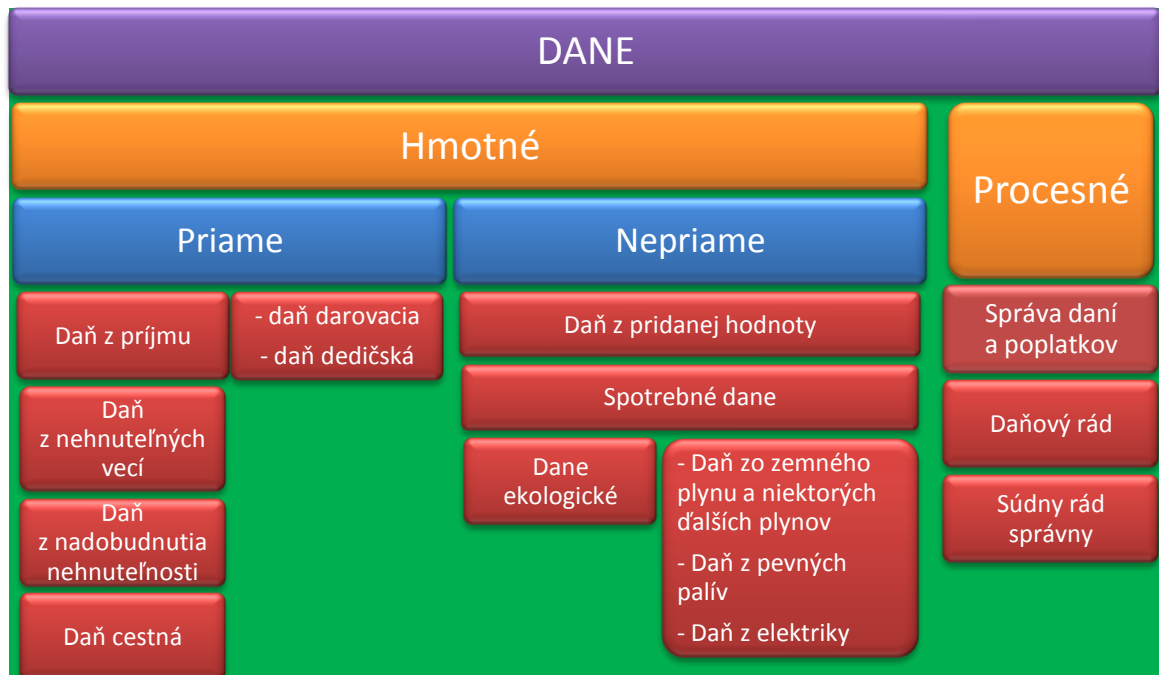 DANE
Hmotné
Procesné
Priame
Nepriame
Daň z príjmu
- daň darovacia
- daň dedičská
Daň
z nehnuteľných
vecí
Daň
z nadobudnutia
nehnuteľnosti
Daň cestná
Daň z pridanej hodnoty
Spotrebné dane
Dane
ekologické
- Daň zo zemného
plynu a niektorých
ďalších plynov
- Daň z pevných
palív
- Daň z elektriky
Správa daní
a poplatkov
Daňový rád
Súdny rád
správny